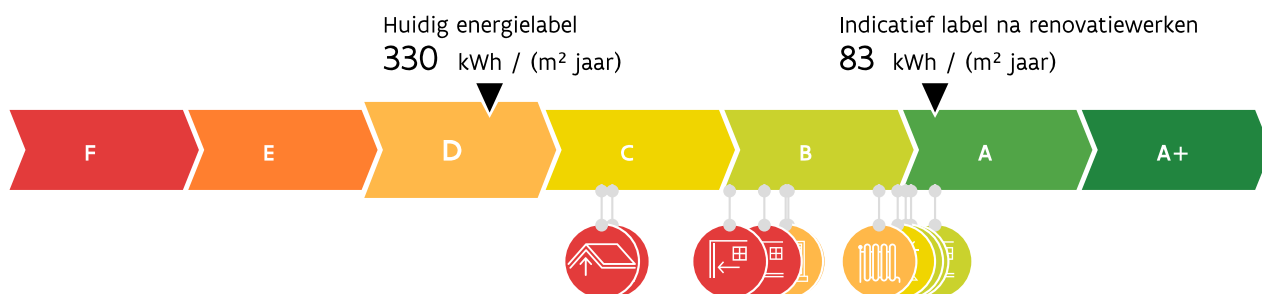 Huidig energielabel
330 kWh / (m² jaar)
Indicatief label na renovatiewerken
83 kWh / (m² jaar)
F E D C B A A+